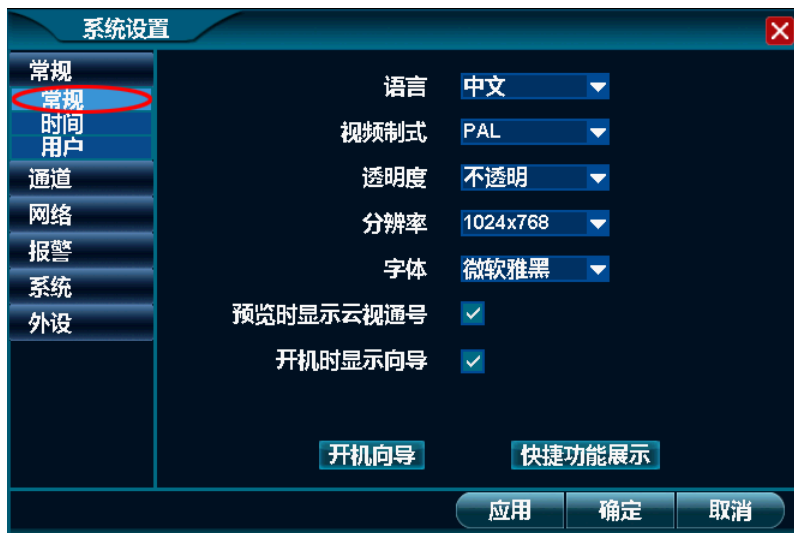 系统设置
常规
常规
时间
用户
通道
网络
报警
系统
外设
语言 中文
视频制式 PAL
透明度 不透明
分辨率 1024x768
字体 微软雅黑
预览时显示云视通号
开机时显示向导
开机向导 快捷功能展示
应用 确定 取消